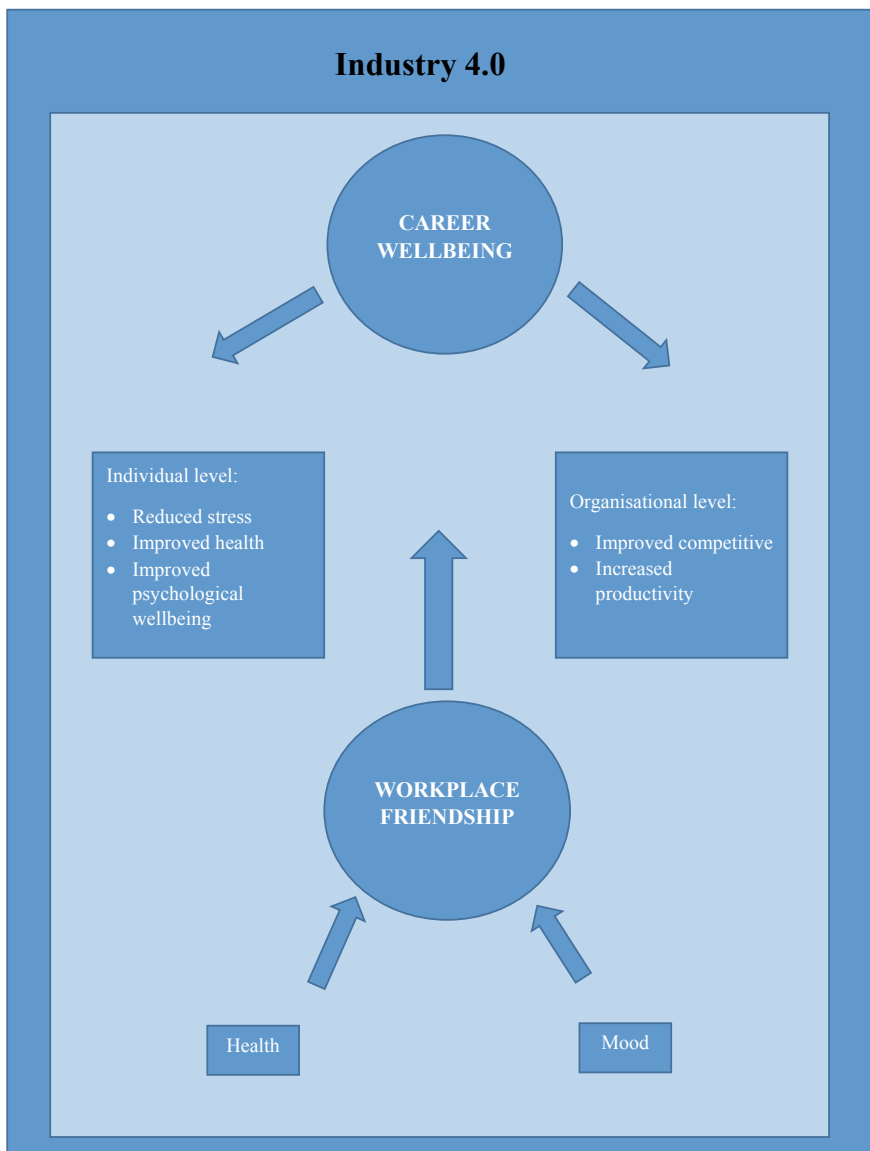 Industry 4.0
CAREER
WELLBEING
Individual level:
• Reduced stress
• Improved health
• Improved
psychological
wellbeing
Organisational level:
• Improved competitive
• Increased
productivity
WORKPLACE
FRIENDSHIP
Health
Mood